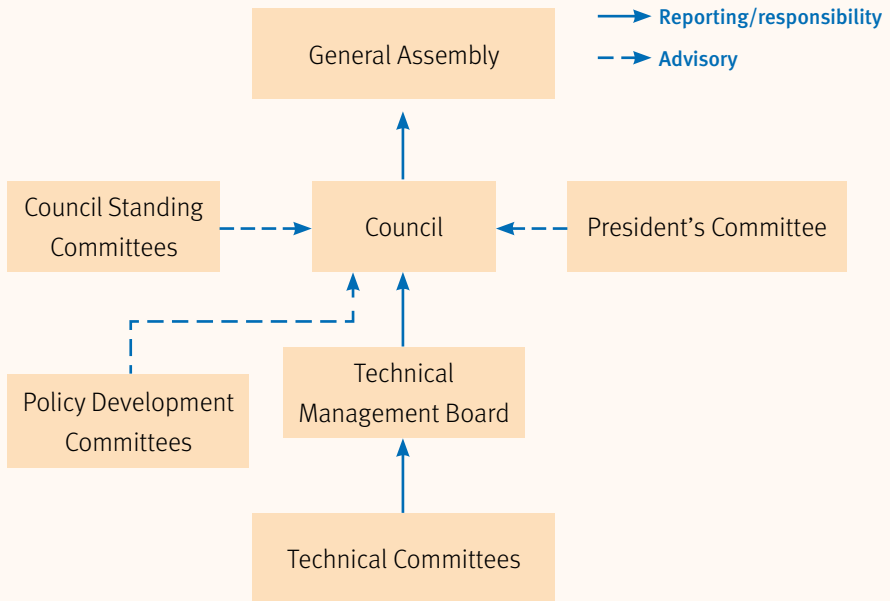 General Assembly
Reporting/responsibility
Advisory
Council Standing
Committees
Council
President’s Committee
Policy Development
Committees
Technical
Management Board
Technical Committees